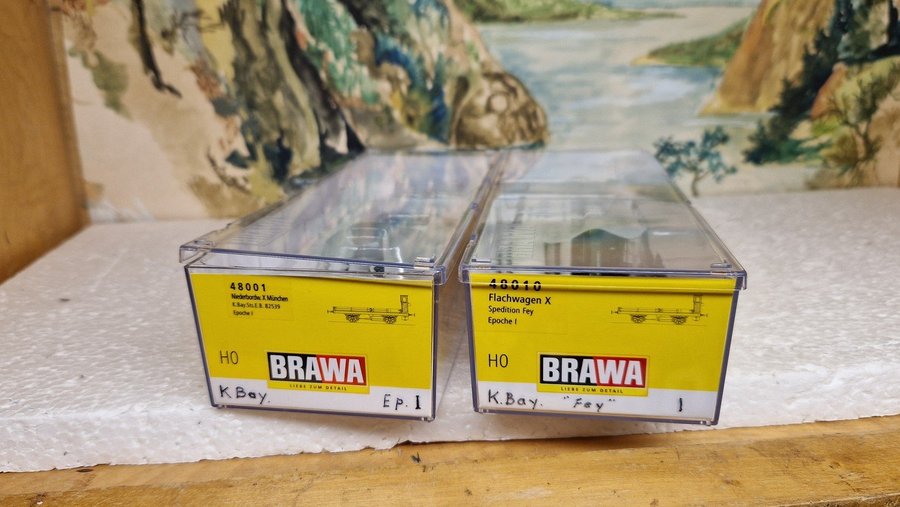 48001
Niederbordw. X München
K.Bay.Sts.E.B. 82539
Epoche I
H0
BRAWA
LIEBE ZUM DETAIL
K.Bay. Ep. I
48010
Flachwagen X
Spedition Fey
Epoche I
H0
BRAWA
LIEBE ZUM DETAIL
K.Bay. "Fey" I